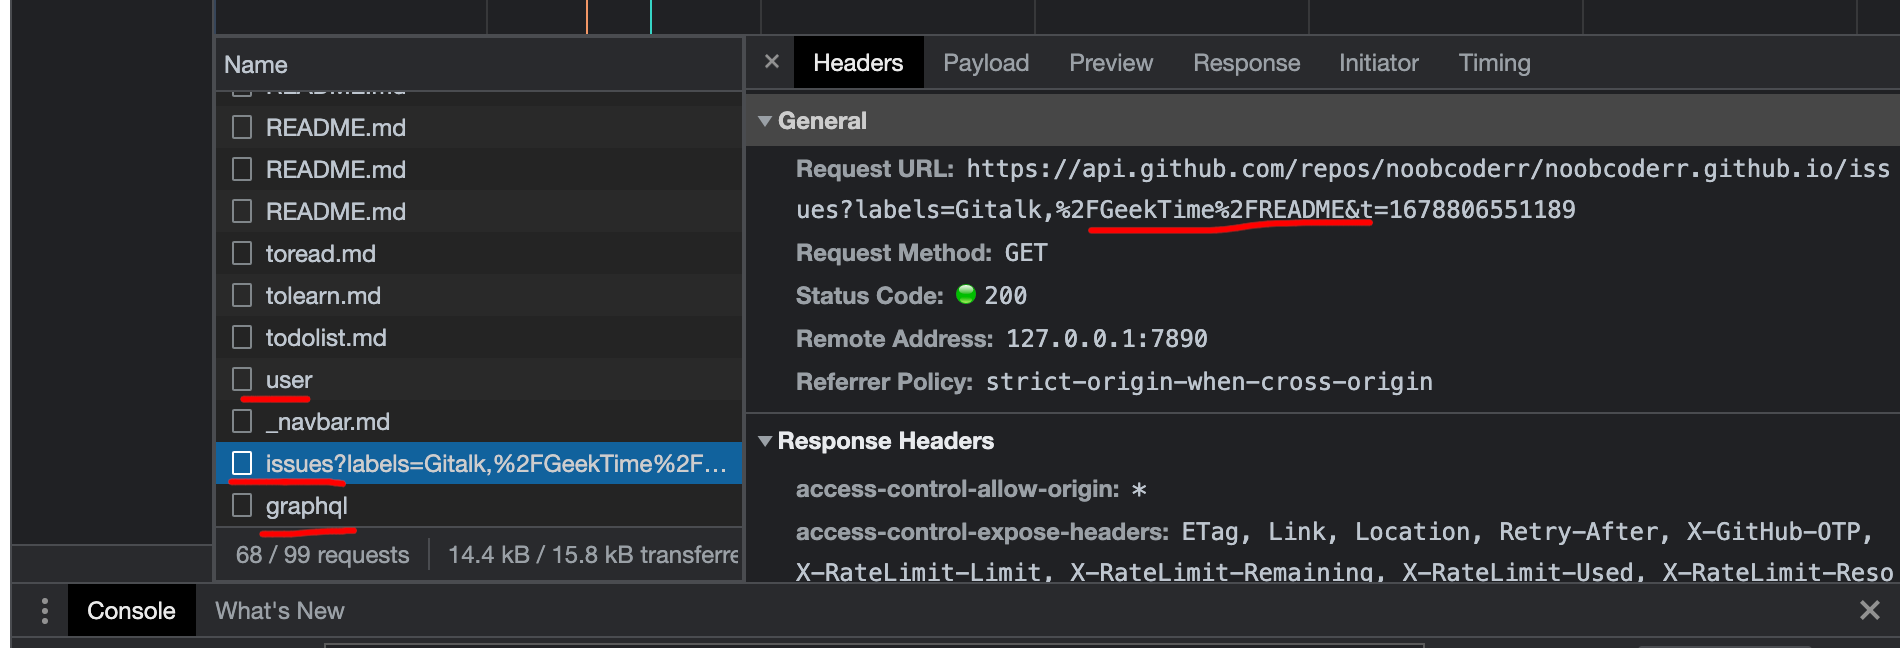 Name
README.md
README.md
README.md
README.md
toread.md
tolearn.md
todolist.md
user
_navbar.md
issues?labels=Gitalk,%2FGeekTime%2F...
graphql
68 / 99 requests
14.4 kB / 15.8 kB transferre
Headers
Payload
Preview
Response
Initiator
Timing
General
Request URL: https://api.github.com/repos/noobcoderr/noobcoderr.github.io/iss
ues?labels=Gitalk,%2FGeekTime%2FREADME&t=1678806551189
Request Method: GET
Status Code: 200
Remote Address: 127.0.0.1:7890
Referrer Policy: strict-origin-when-cross-origin
Response Headers
access-control-allow-origin: *
access-control-expose-headers: ETag, Link, Location, Retry-After, X-GitHub-OTP,
X-RateLimit-Limit, X-RateLimit-Remaining, X-RateLimit-Used, X-RateLimit-Reso
Console
What's New